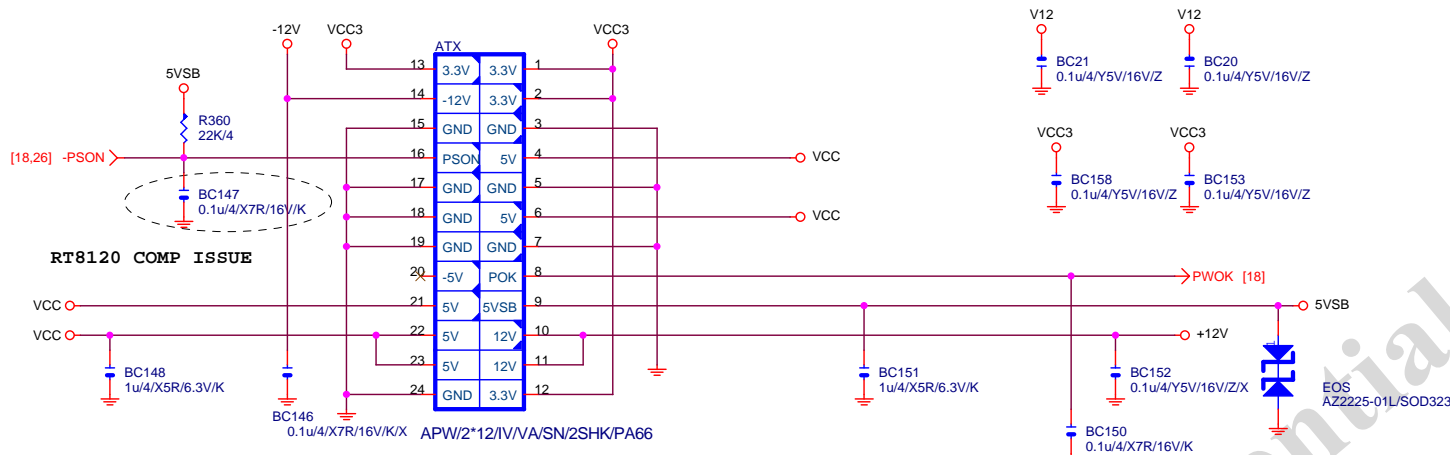 -12V VCC3 VCC3 V12 V12
ATX
5VSB
R360
22K/4
[18,26] -PSON
BC147
0.1u/4/X7R/16V/K
RT8120 COMP ISSUE
VCC
VCC
BC148
1u/4/X5R/6.3V/K
BC146
0.1u/4/X7R/16V/K/X
13 3.3V 3.3V 1
14 -12V 3.3V 2
15 GND GND 3
16 PSON 5V 4
17 GND GND 5
18 GND 5V 6
19 GND GND 7
20 -5V POK 8
21 5V 5VSB 9
22 5V 12V 10
23 5V 12V 11
24 GND 3.3V 12
APW/2*12/IV/VA/SN/2SHK/PA66
VCC
VCC
BC21
0.1u/4/Y5V/16V/Z
BC20
0.1u/4/Y5V/16V/Z
VCC3 VCC3
BC158
0.1u/4/Y5V/16V/Z
BC153
0.1u/4/Y5V/16V/Z
PWOK [18]
5VSB
+12V
BC151
1u/4/X5R/6.3V/K
BC152
0.1u/4/Y5V/16V/Z/X
1
EOS
AZ2225-01L/SOD323
BC150
0.1u/4/X7R/16V/K
ential